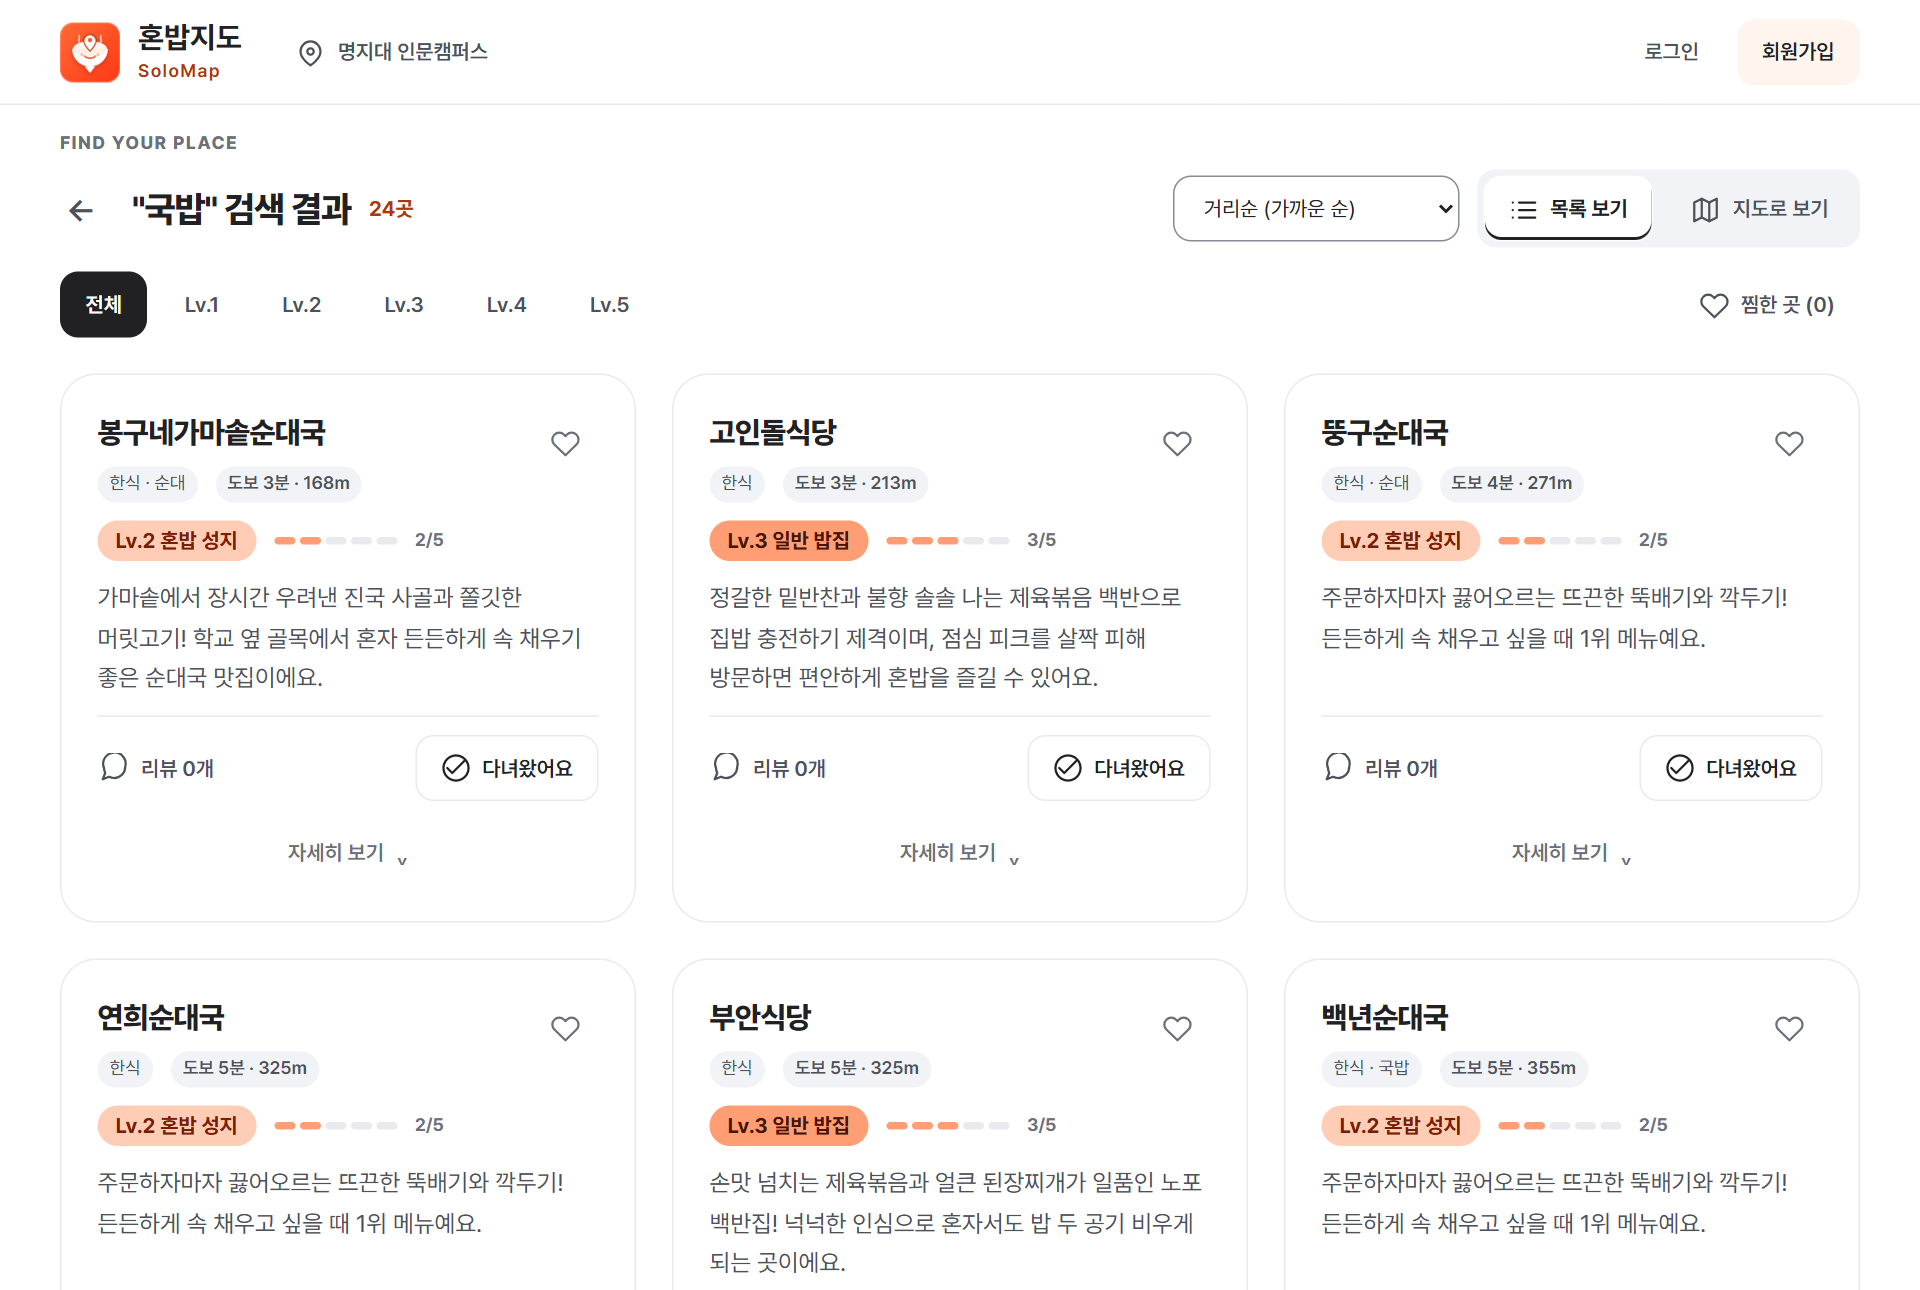 혼밥지도
SoloMap
명지대 인문캠퍼스
로그인
회원가입
FIND YOUR PLACE
"국밥" 검색 결과 24곳
거리순 (가까운 순)
목록 보기
지도로 보기
전체
Lv.1
Lv.2
Lv.3
Lv.4
Lv.5
찜한 곳 (0)
봉구네가마솥순대국
한식 · 순대
도보 3분 · 168m
Lv.2 혼밥 성지
2/5
가마솥에서 장시간 우려낸 진국 사골과 쫄깃한
머릿고기! 학교 옆 골목에서 혼자 든든하게 속 채우기
좋은 순대국 맛집이에요.
리뷰 0개
다녀왔어요
자세히 보기
고인돌식당
한식
도보 3분 · 213m
Lv.3 일반 밥집
3/5
정갈한 밑반찬과 불향 솔솔 나는 제육볶음 백반으로
집밥 충전하기 제격이며, 점심 피크를 살짝 피해
방문하면 편안하게 혼밥을 즐길 수 있어요.
리뷰 0개
다녀왔어요
자세히 보기
뚱구순대국
한식 · 순대
도보 4분 · 271m
Lv.2 혼밥 성지
2/5
주문하자마자 끓어오르는 뜨끈한 뚝배기와 깍두기!
든든하게 속 채우고 싶을 때 1위 메뉴예요.
리뷰 0개
다녀왔어요
자세히 보기
연희순대국
한식
도보 5분 · 325m
Lv.2 혼밥 성지
2/5
주문하자마자 끓어오르는 뜨끈한 뚝배기와 깍두기!
든든하게 속 채우고 싶을 때 1위 메뉴예요.
부안식당
한식
도보 5분 · 325m
Lv.3 일반 밥집
3/5
손맛 넘치는 제육볶음과 얼큰 된장찌개가 일품인 노포
백반집! 넉넉한 인심으로 혼자서도 밥 두 공기 비우게
되는 곳이에요.
백년순대국
한식 · 국밥
도보 5분 · 355m
Lv.2 혼밥 성지
2/5
주문하자마자 끓어오르는 뜨끈한 뚝배기와 깍두기!
든든하게 속 채우고 싶을 때 1위 메뉴예요.